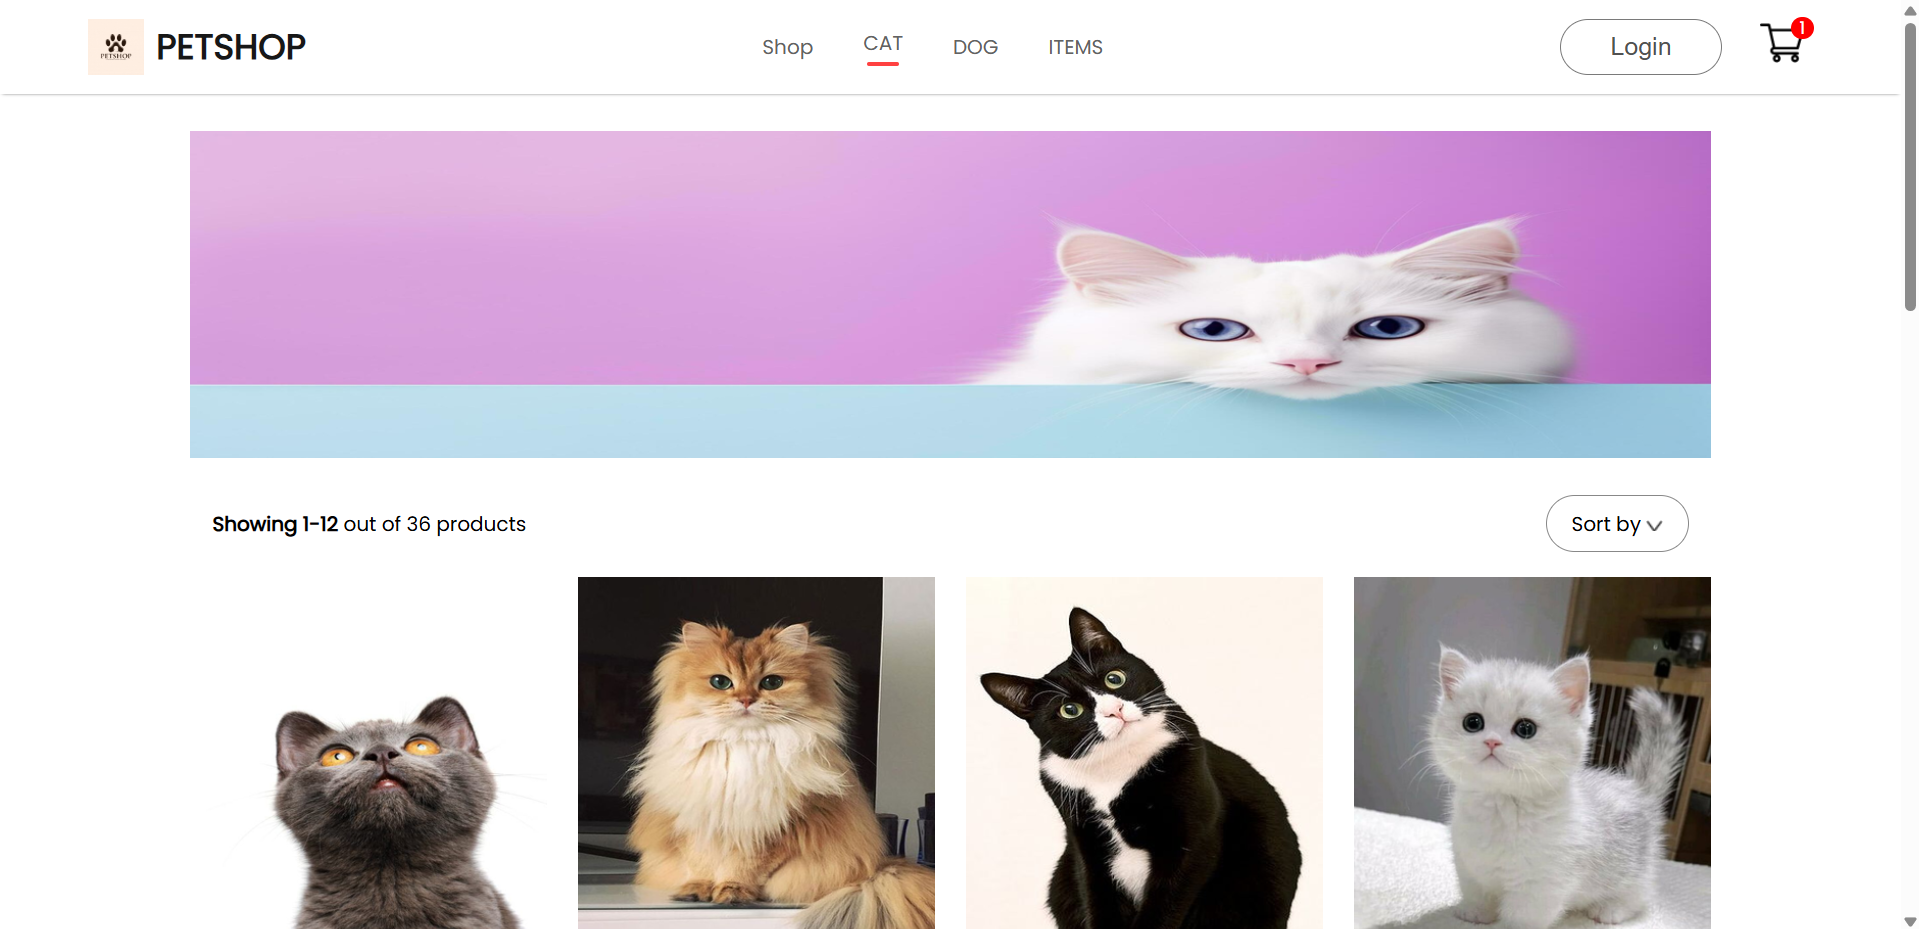 PETSHOP
PETSHOP
Shop
CAT
DOG
ITEMS
Login
1
Showing 1-12 out of 36 products
Sort by